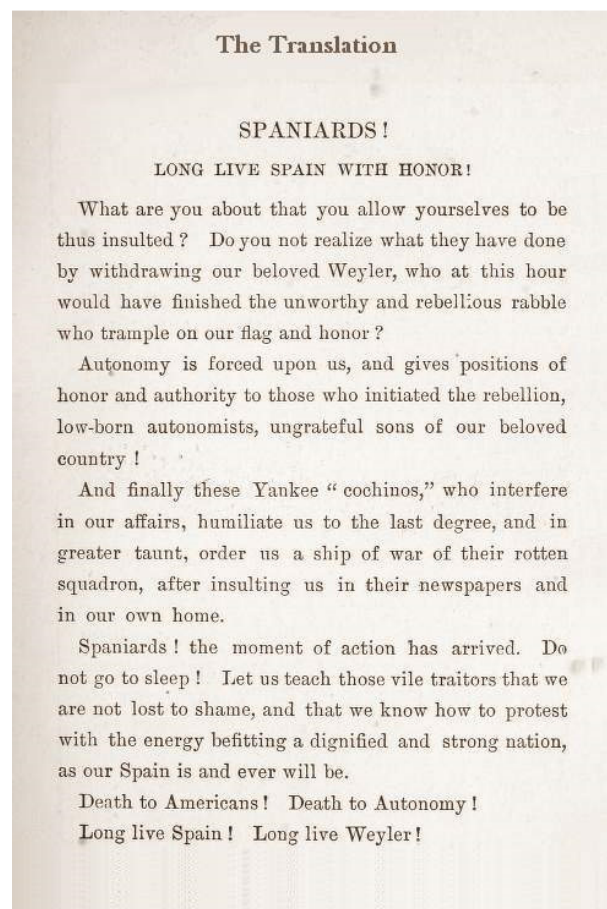 The Translation
SPANIARDS!
LONG LIVE SPAIN WITH HONOR!
What are you about that you allow yourselves to be
thus insulted? Do you not realize what they have done
by withdrawing our beloved Weyler, who at this hour
would have finished the unworthy and rebellious rabble
who trample on our flag and honor?
Autonomy is forced upon us, and gives positions of
honor and authority to those who initiated the rebellion,
low-born autonomists, ungrateful sons of our beloved
country!
And finally these Yankee “cochinos,” who interfere
in our affairs, humiliate us to the last degree, and in
greater taunt, order us a ship of war of their rotten
squadron, after insulting us in their newspapers and
in our own home.
Spaniards! the moment of action has arrived. Do
not go to sleep! Let us teach those vile traitors that we
are not lost to shame, and that we know how to protest
with the energy befitting a dignified and strong nation,
as our Spain is and ever will be.
Death to Americans! Death to Autonomy!
Long live Spain! Long live Weyler!